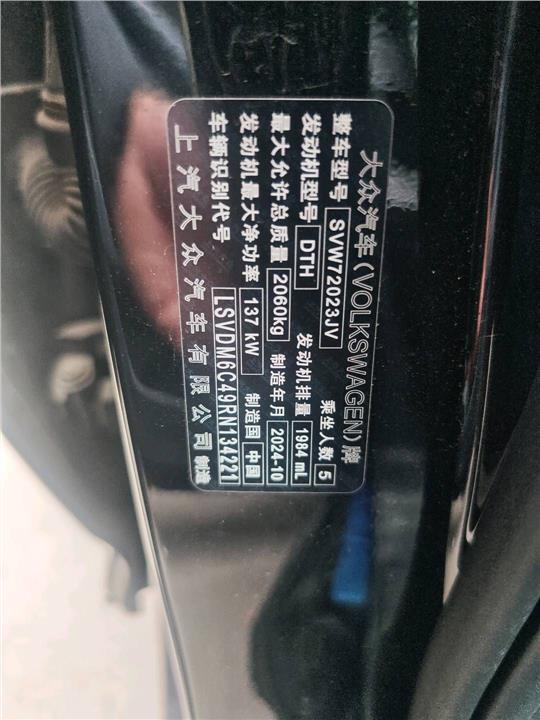 大众汽车(VOLKSWAGEN)牌
整车型号 SVW72023JV 乘坐人数 5
发动机型号 DTH 发动机排量 1984 mL
最大允许总质量 2060kg 制造年月 2024-10
发动机最大净功率 137 kW 制造国 中国
车辆识别代号 LSVDM6C49RN134221
上汽大众汽车有限公司 制造